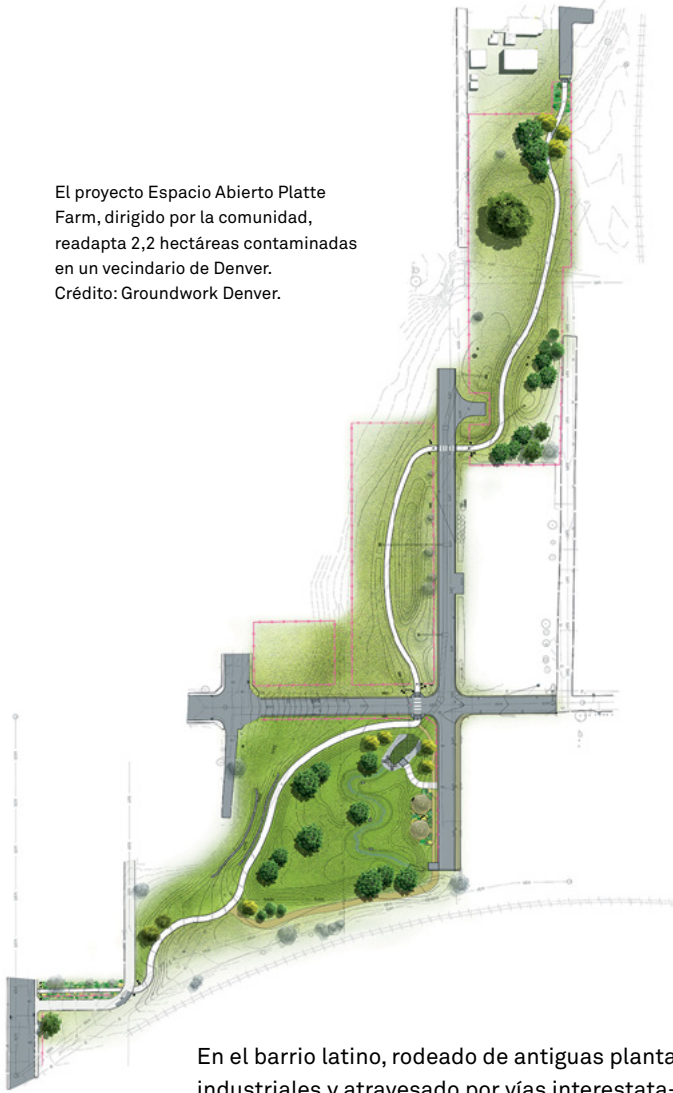 El proyecto Espacio Abierto Platte
Farm, dirigido por la comunidad,
readapta 2,2 hectáreas contaminadas
en un vecindario de Denver.
Crédito: Groundwork Denver.
En el barrio latino, rodeado de antiguas planta
industriales y atravesado por vías interestata-